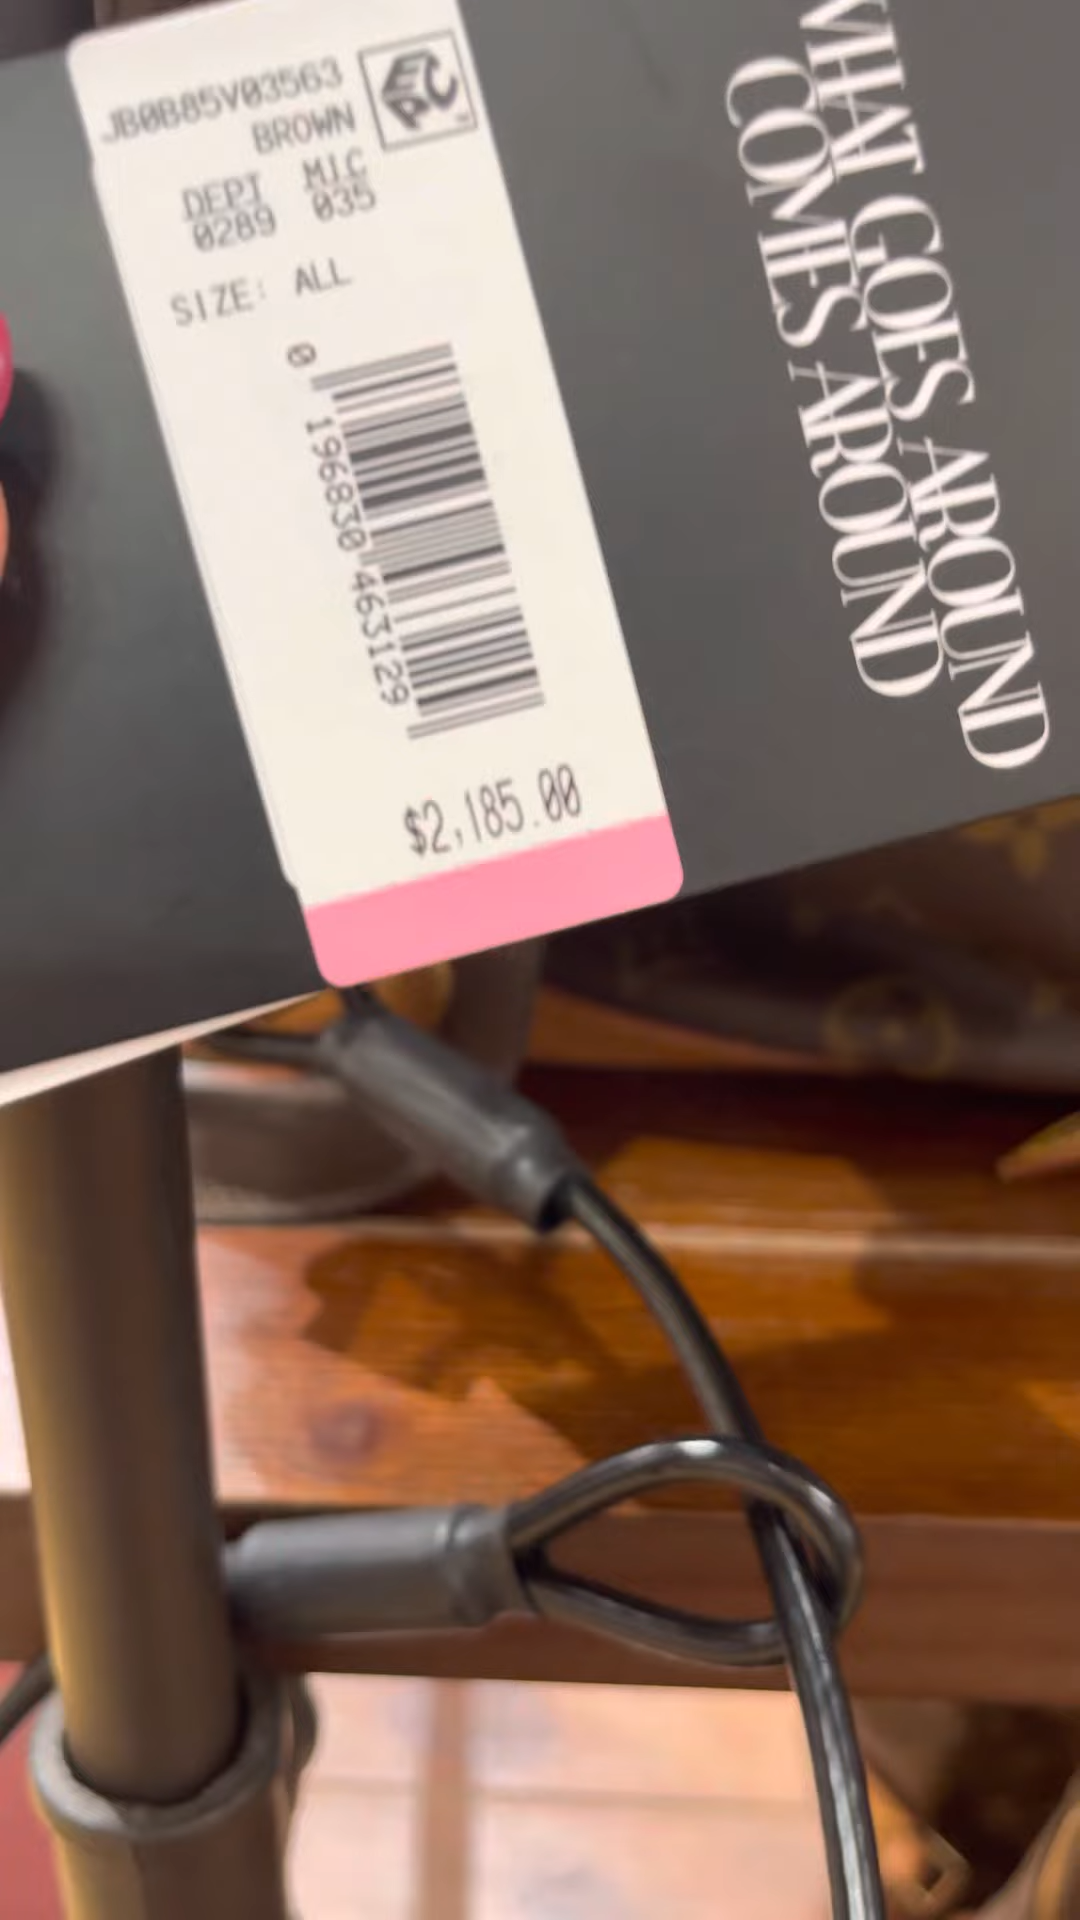 JB0B85V03563
BROWN
EPC
DEPT MIC
0289 035
SIZE: ALL
0 196830 463129
$2,185.00
WHAT GOES AROUND
COMES AROUND